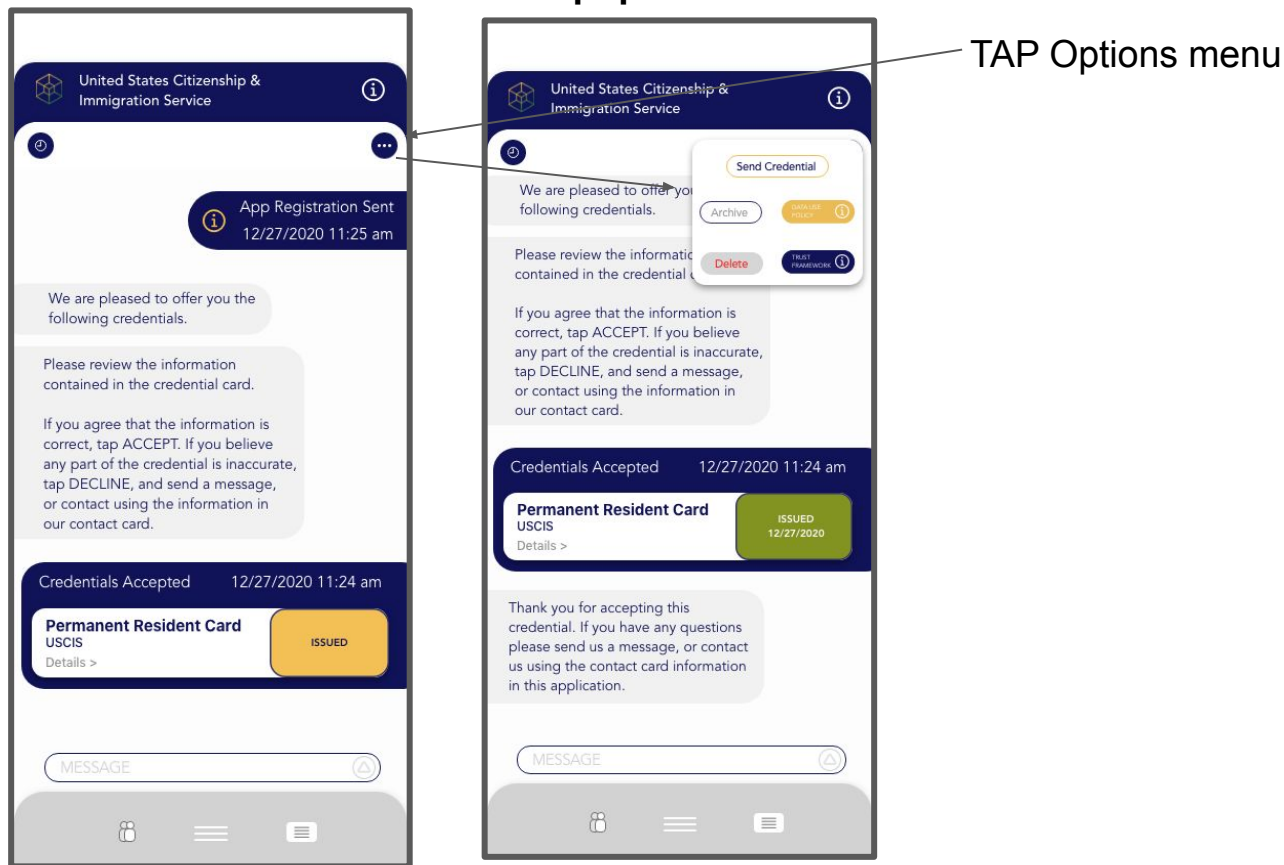 United States Citizenship &
Immigration Service
App Registration Sent
12/27/2020 11:25 am
We are pleased to offer you the
following credentials.
Please review the information
contained in the credential card.
If you agree that the information is
correct, tap ACCEPT. If you believe
any part of the credential is inaccurate,
tap DECLINE, and send a message,
or contact using the information in
our contact card.
Credentials Accepted 12/27/2020 11:24 am
Permanent Resident Card
USCIS
Details >
ISSUED
MESSAGE
United States Citizenship &
Immigration Service
Send Credential
Archive
DATA USE
POLICY
Delete
TRUST
FRAMEWORK
We are pleased to offer you
following credentials.
Please review the informatio
contained in the credential
If you agree that the information is
correct, tap ACCEPT. If you believe
any part of the credential is inaccurate,
tap DECLINE, and send a message,
or contact using the information in
our contact card.
Credentials Accepted 12/27/2020 11:24 am
Permanent Resident Card
USCIS
Details >
ISSUED
12/27/2020
Thank you for accepting this
credential. If you have any questions
please send us a message, or contact
us using the contact card information
in this application.
MESSAGE
TAP Options menu